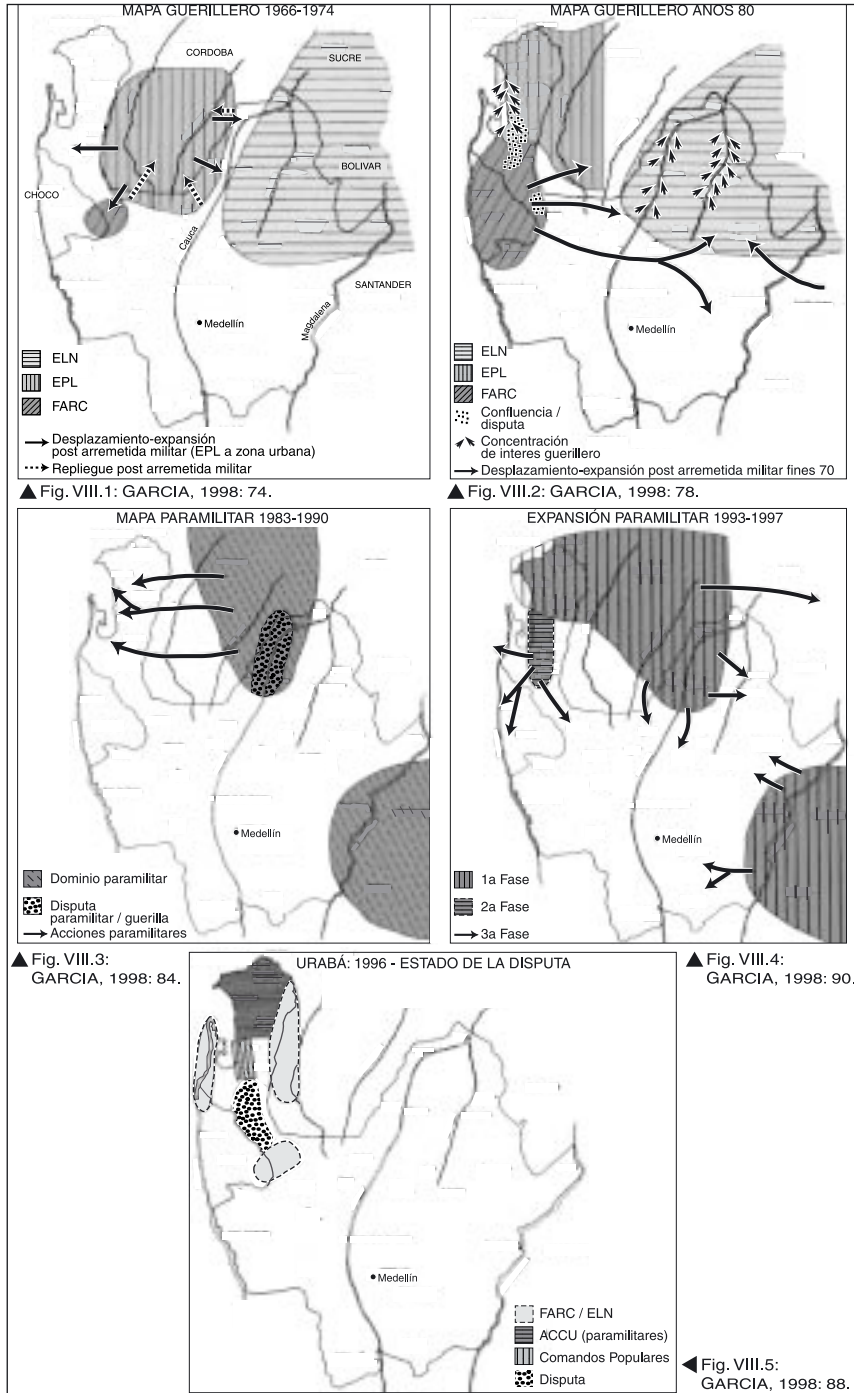 MAPA GUERILLERO 1966-1974
CORDOBA
SUCRE
BOLIVAR
CHOCO
Cauca
SANTANDER
Magdalena
Medellín
ELN
EPL
FARC
Desplazamiento-expansión
post arremetida militar (EPL a zona urbana)
Repliegue post arremetida militar
▲ Fig. VIII.1: GARCIA, 1998: 74.
MAPA GUERILLERO ANOS 80
Medellín
ELN
EPL
FARC
Confluencia /
disputa
Concentración
de interes guerillero
Desplazamiento-expansión post arremetida militar fines 70
▲ Fig. VIII.2: GARCIA, 1998: 78.
MAPA PARAMILITAR 1983-1990
Medellín
Dominio paramilitar
Disputa
paramilitar / guerilla
Acciones paramilitares
▲ Fig. VIII.3:
GARCIA, 1998: 84.
EXPANSIÓN PARAMILITAR 1993-1997
Medellín
1a Fase
2a Fase
3a Fase
▲ Fig. VIII.4:
GARCIA, 1998: 90.
URABÁ: 1996 - ESTADO DE LA DISPUTA
Medellín
FARC / ELN
ACCU (paramilitares)
Comandos Populares
Disputa
◀ Fig. VIII.5:
GARCIA, 1998: 88.